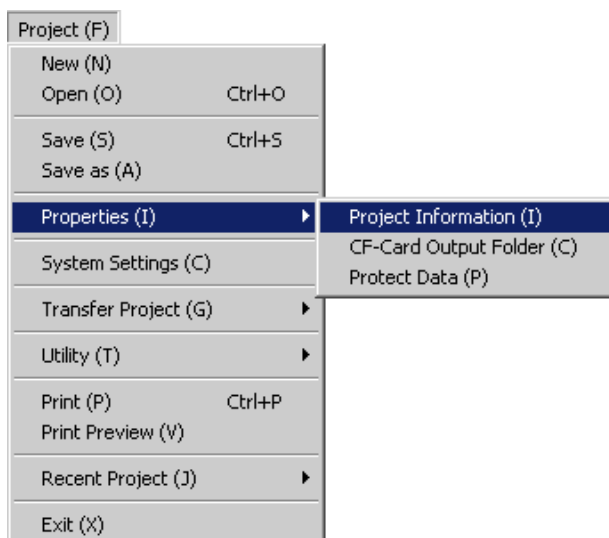 Project (F)
New (N)
Open (O) Ctrl+O
Save (S) Ctrl+S
Save as (A)
Properties (I)
Project Information (I)
CF-Card Output Folder (C)
Protect Data (P)
System Settings (C)
Transfer Project (G)
Utility (T)
Print (P) Ctrl+P
Print Preview (V)
Recent Project (J)
Exit (X)